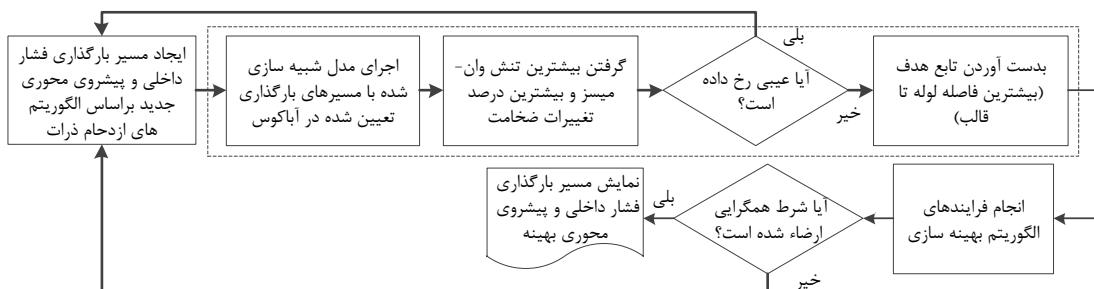 ایجاد مسیر بارگذاری فشار
داخلی و پیشروی محوری
جدید براساس الگوریتم
های ازدحام ذرات
اجرای مدل شبیه سازی
شده با مسیرهای بارگذاری
تعیین شده در آباکوس
گرفتن بیشترین تنش وان-
میسز و بیشترین درصد
تغییرات ضخامت
آیا عیبی رخ داده
است؟
بلی
خیر
بدست آوردن تابع هدف
(بیشترین فاصله لوله تا
قالب)
انجام فرایندهای
الگوریتم بهینه سازی
آیا شرط همگرایی
ارضاء شده است؟
بلی
خیر
نمایش مسیر بارگذاری
فشار داخلی و پیشروی
محوری بهینه